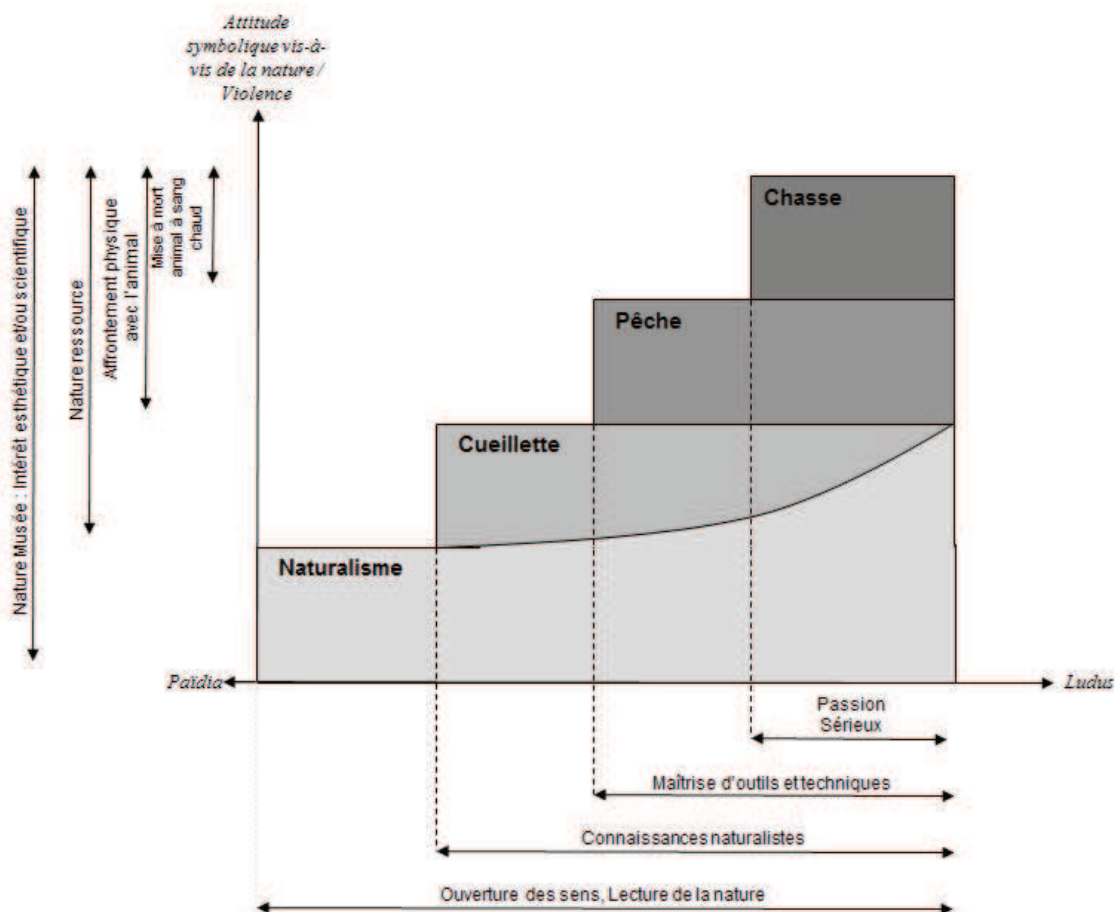 Attitude
symbolique vis-à-
vis de la nature /
Violence
Nature Musée : Intérêt esthétique et/ou scientifique
Nature ressource
Affrontement physique
avec l'animal
Mise à mort
animal à sang
chaud
Chasse
Pêche
Cueillette
Naturalisme
Païdia
Ludus
Passion
Sérieux
Maîtrise d'outils et techniques
Connaissances naturalistes
Ouverture des sens, Lecture de la nature